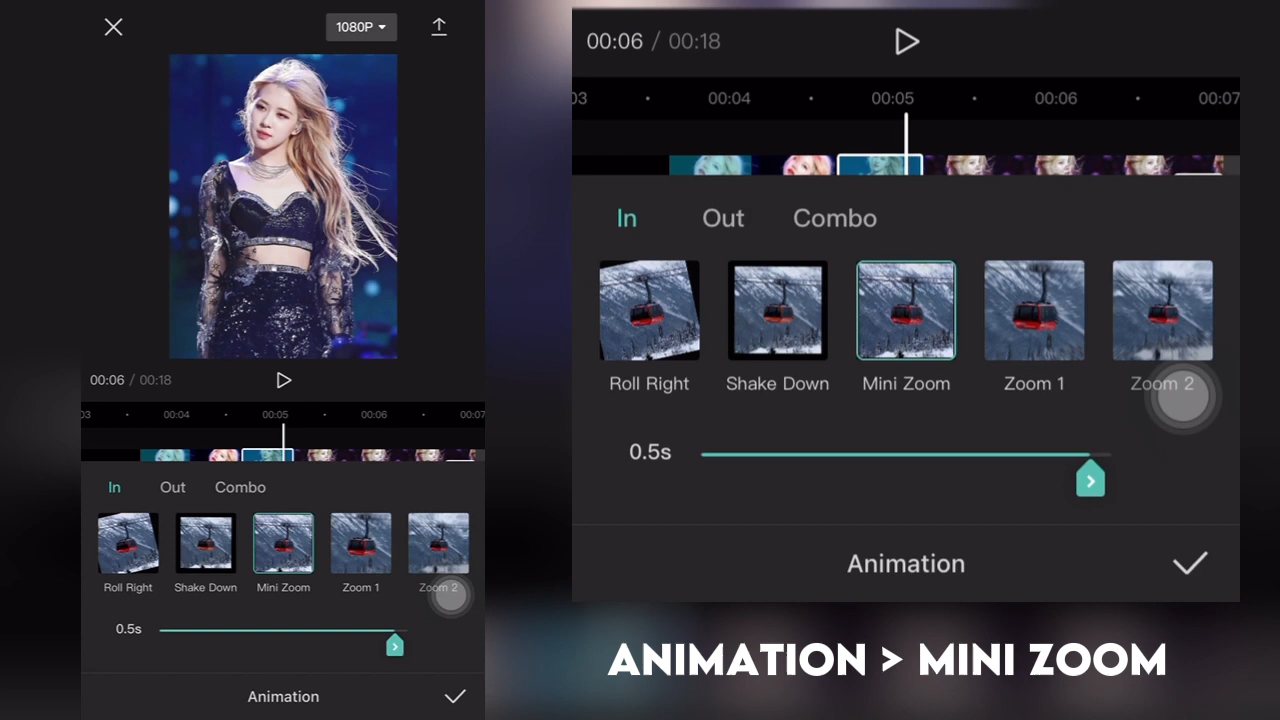 1080P
00:06 / 00:18
03 00:04 00:05 00:06 00:07
In Out Combo
Roll Right Shake Down Mini Zoom Zoom 1 Zoom 2
0.5s
Animation
00:06 / 00:18
03 00:04 00:05 00:06 00:07
In Out Combo
Roll Right Shake Down Mini Zoom Zoom 1 Zoom 2
0.5s
Animation
ANIMATION > MINI ZOOM